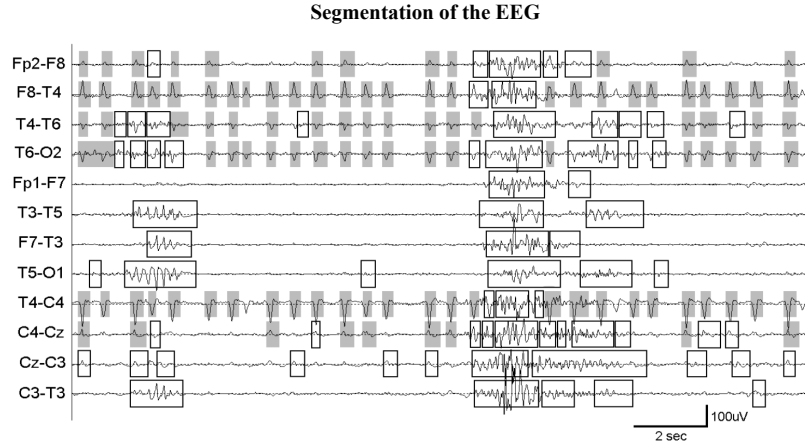 Segmentation of the EEG
Fp2-F8
F8-T4
T4-T6
T6-O2
Fp1-F7
T3-T5
F7-T3
T5-O1
T4-C4
C4-Cz
Cz-C3
C3-T3
100uV
2 sec